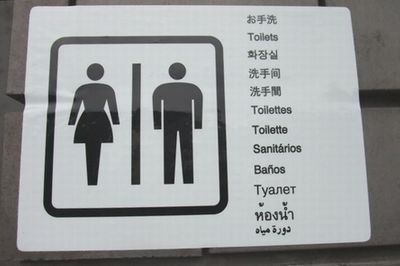 お手洗
Toilets
화장실
洗手间
洗手間
Toilettes
Toilette
Sanitários
Baños
Туалет
ห้องน้ำ
دورة مياه